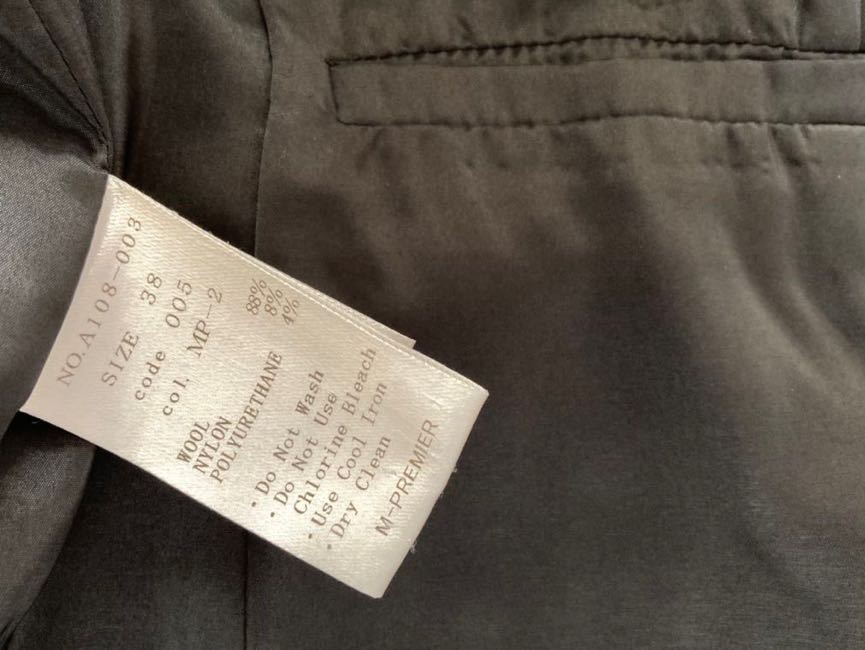 NO.A108-003
SIZE 38
code 005
col. MP-2
WOOL 88%
NYLON 8%
POLYURETHANE 4%
・Do Not Wash
・Do Not Use
Chlorine Bleach
・Use Cool Iron
・Dry Clean
M-PREMIER